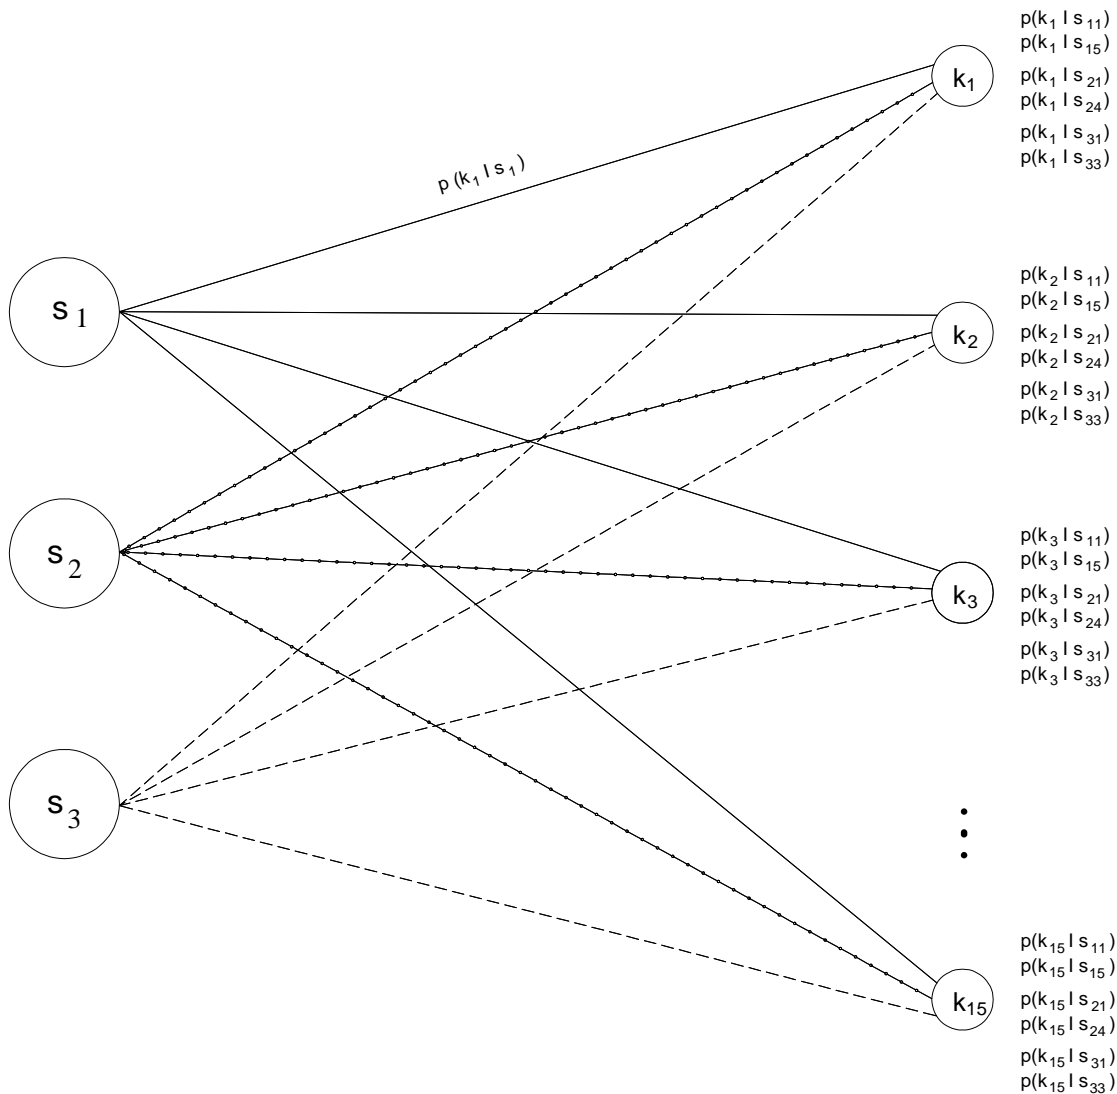 p(k₁ | s₁₁)
p(k₁ | s₁₅)
p(k₁ | s₂₁)
p(k₁ | s₂₄)
p(k₁ | s₃₁)
p(k₁ | s₃₃)
k₁
p (k₁ | s₁)
s₁
p(k₂ | s₁₁)
p(k₂ | s₁₅)
p(k₂ | s₂₁)
p(k₂ | s₂₄)
p(k₂ | s₃₁)
p(k₂ | s₃₃)
k₂
s₂
p(k₃ | s₁₁)
p(k₃ | s₁₅)
p(k₃ | s₂₁)
p(k₃ | s₂₄)
p(k₃ | s₃₁)
p(k₃ | s₃₃)
k₃
s₃
p(k₁₅ | s₁₁)
p(k₁₅ | s₁₅)
p(k₁₅ | s₂₁)
p(k₁₅ | s₂₄)
p(k₁₅ | s₃₁)
p(k₁₅ | s₃₃)
k₁₅